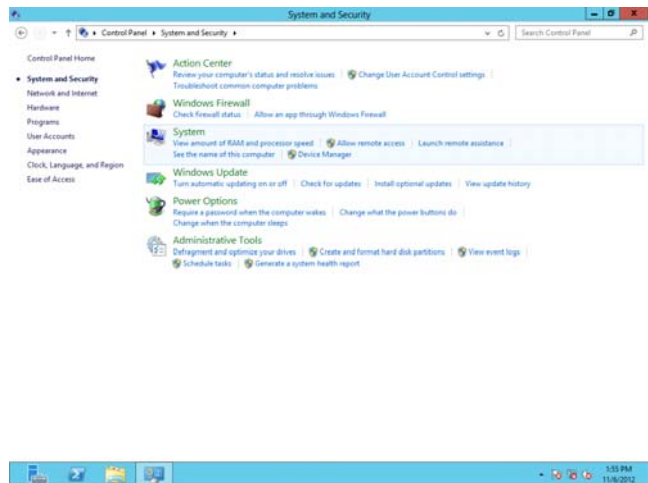 System and Security
Control Panel ▸ System and Security ▸
Search Control Panel
Control Panel Home
System and Security
Network and Internet
Hardware
Programs
User Accounts
Appearance
Clock, Language, and Region
Ease of Access
Action Center
Review your computer's status and resolve issues | Change User Account Control settings
Troubleshoot common computer problems
Windows Firewall
Check firewall status | Allow an app through Windows Firewall
System
View amount of RAM and processor speed | Allow remote access | Launch remote assistance
See the name of this computer | Device Manager
Windows Update
Turn automatic updating on or off | Check for updates | Install optional updates | View update history
Power Options
Require a password when the computer wakes | Change what the power buttons do
Change when the computer sleeps
Administrative Tools
Defragment and optimize your drives | Create and format hard disk partitions | View event logs
Schedule tasks | Generate a system health report
1:55 PM
11/6/2012